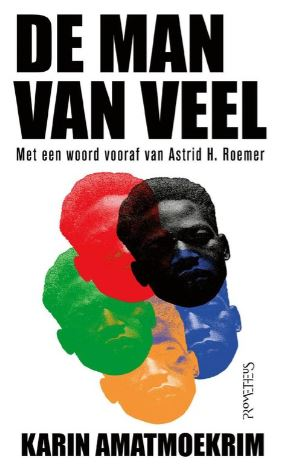 DE MAN
VAN VEEL
Met een woord vooraf van Astrid H. Roemer
PROMETHEUS
KARIN AMATMOEKRIM